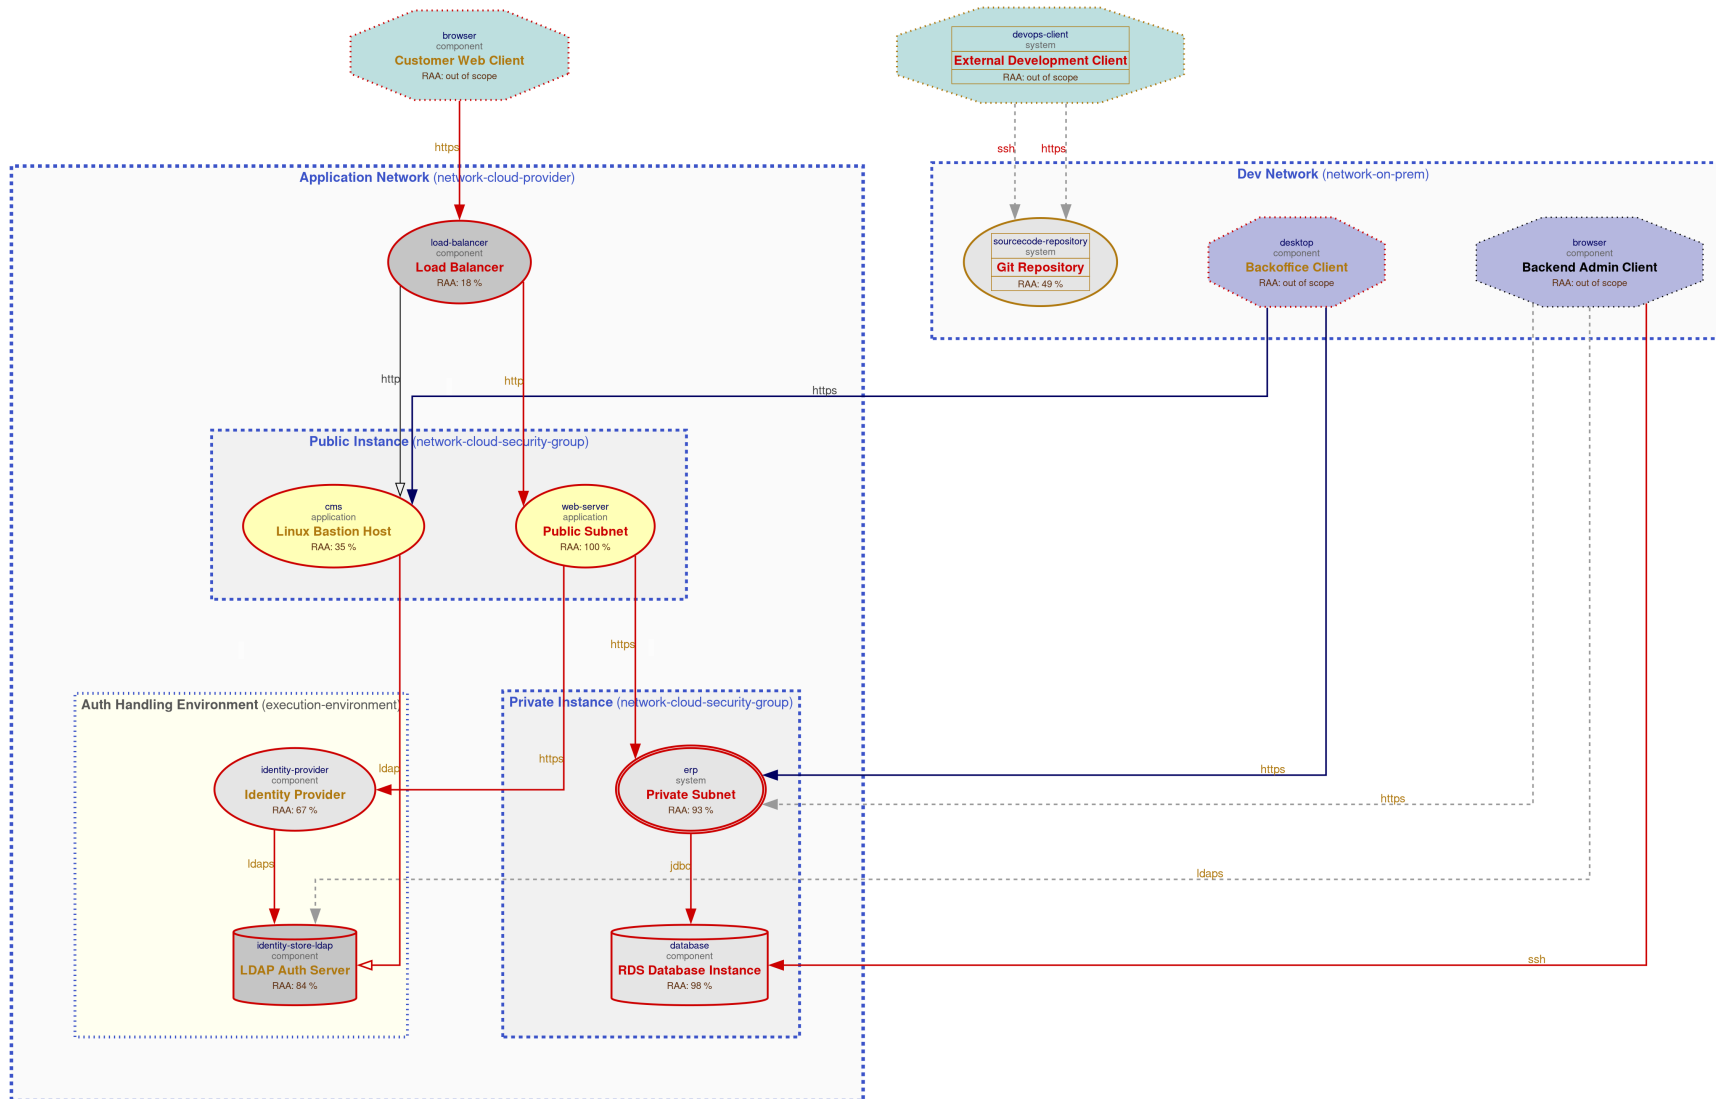 browser
component
Customer Web Client
RAA: out of scope
devops-client
system
External Development Client
RAA: out of scope
https
ssh
https
Application Network (network-cloud-provider)
Dev Network (network-on-prem)
load-balancer
component
Load Balancer
RAA: 18 %
sourcecode-repository
system
Git Repository
RAA: 49 %
desktop
component
Backoffice Client
RAA: out of scope
browser
component
Backend Admin Client
RAA: out of scope
http
http
https
Public Instance (network-cloud-security-group)
cms
application
Linux Bastion Host
RAA: 35 %
web-server
application
Public Subnet
RAA: 100 %
https
Auth Handling Environment (execution-environment)
Private Instance (network-cloud-security-group)
identity-provider
component
Identity Provider
RAA: 67 %
ldap
https
erp
system
Private Subnet
RAA: 93 %
https
https
ldaps
jdbc
ldaps
identity-store-ldap
component
LDAP Auth Server
RAA: 84 %
database
component
RDS Database Instance
RAA: 98 %
ssh